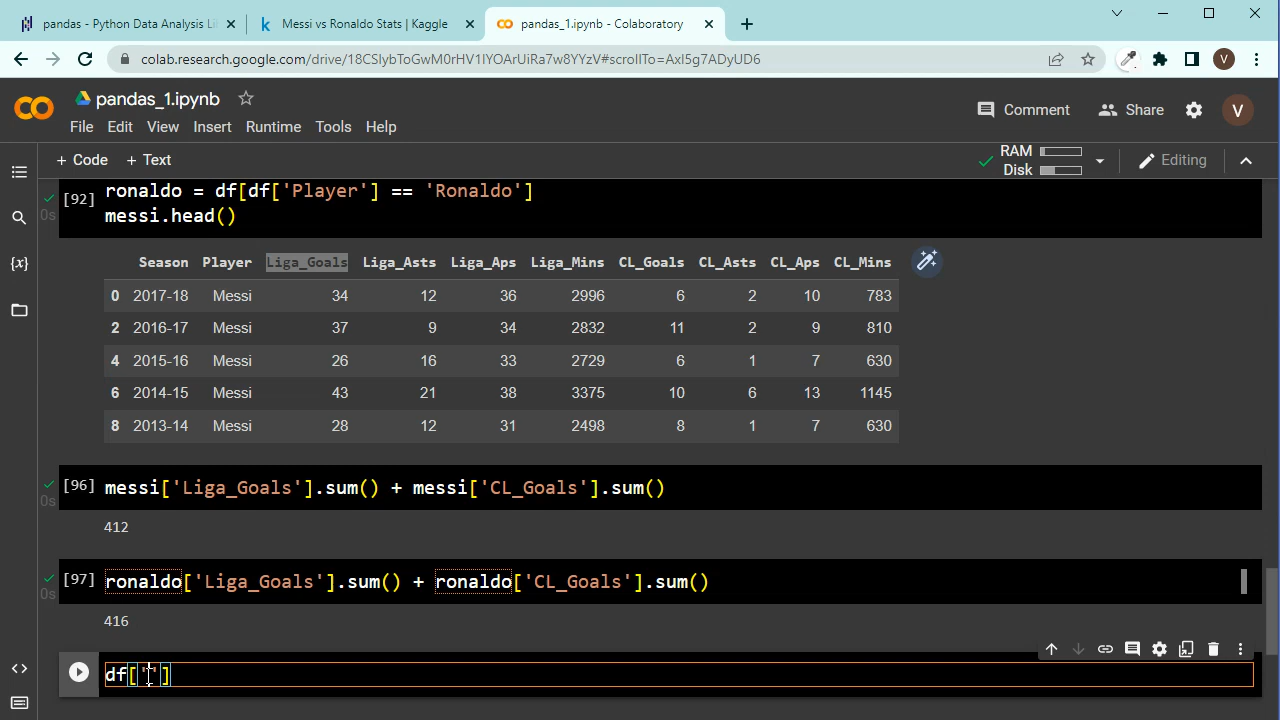 pandas - Python Data Analysis Li
Messi vs Ronaldo Stats | Kaggle
pandas_1.ipynb - Colaboratory
colab.research.google.com/drive/18CSIybToGwM0rHV1IYOArUiRa7w8YYzV#scrollTo=AxI5g7ADyUD6
V
pandas_1.ipynb
Comment
Share
V
File Edit View Insert Runtime Tools Help
+ Code + Text
RAM
Disk
Editing
[92]
0s
ronaldo = df[df['Player'] == 'Ronaldo']
messi.head()
Season Player Liga_Goals Liga_Asts Liga_Aps Liga_Mins CL_Goals CL_Asts CL_Aps CL_Mins
0 2017-18 Messi 34 12 36 2996 6 2 10 783
2 2016-17 Messi 37 9 34 2832 11 2 9 810
4 2015-16 Messi 26 16 33 2729 6 1 7 630
6 2014-15 Messi 43 21 38 3375 10 6 13 1145
8 2013-14 Messi 28 12 31 2498 8 1 7 630
[96] messi['Liga_Goals'].sum() + messi['CL_Goals'].sum()
0s
412
[97] ronaldo['Liga_Goals'].sum() + ronaldo['CL_Goals'].sum()
0s
416
df['']